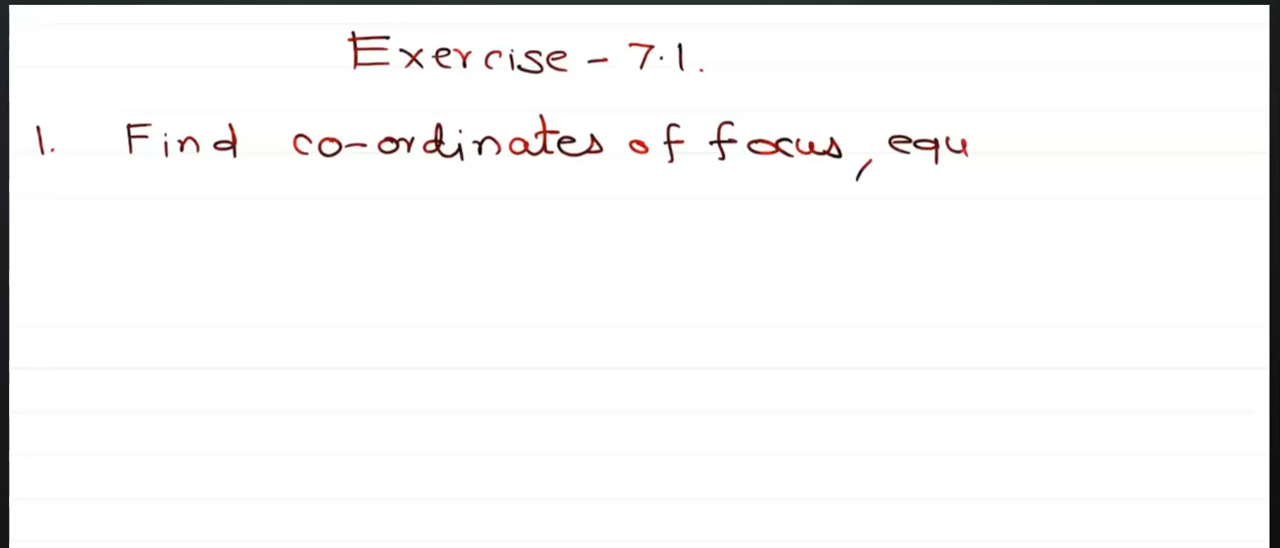 Exercise - 7.1.
1. Find co-ordinates of focus, equ